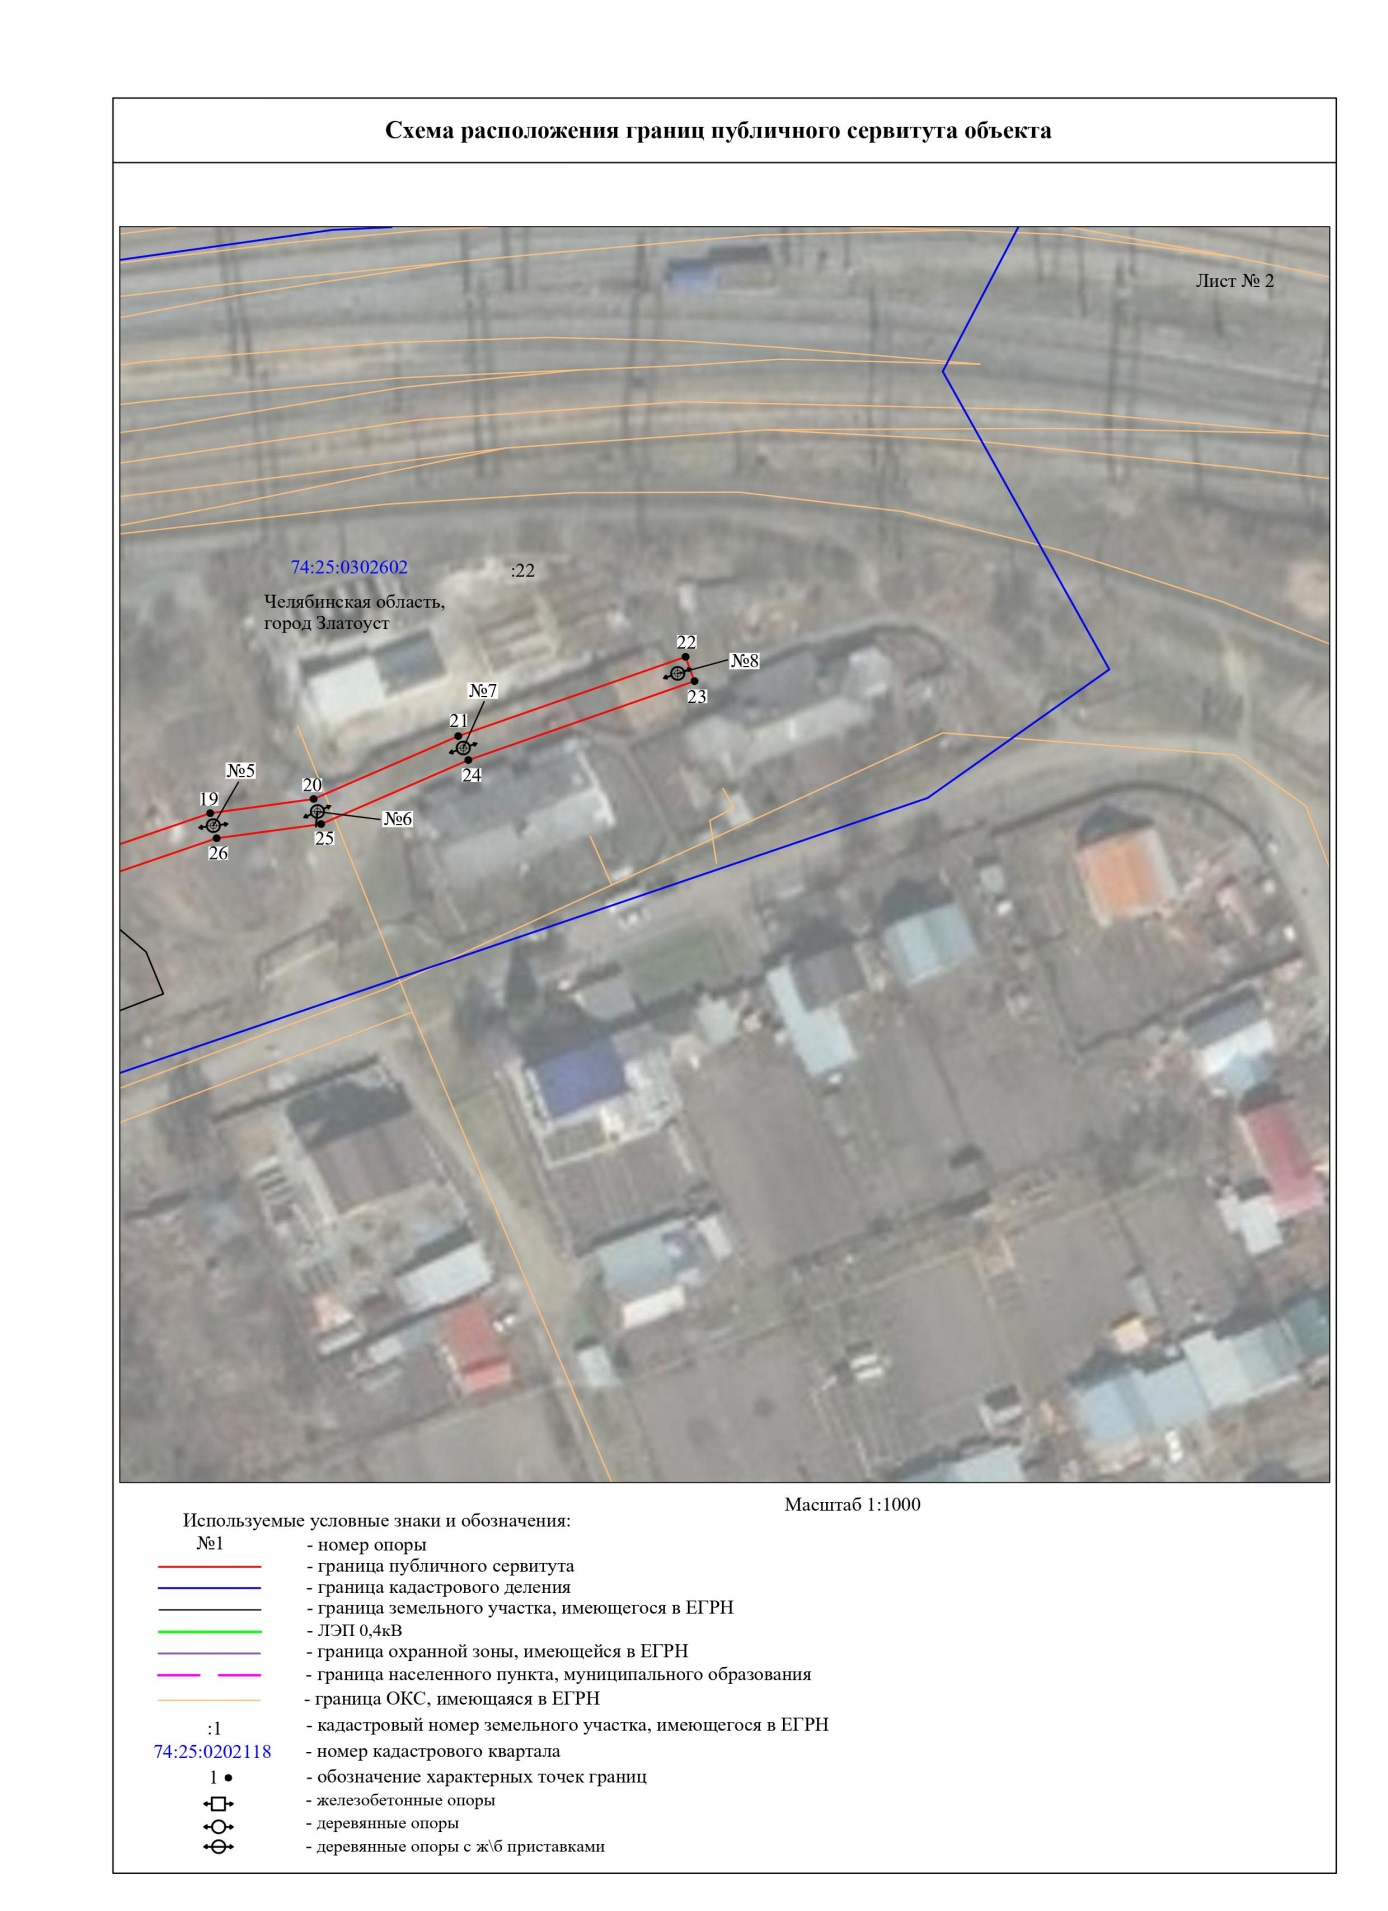 Схема расположения границ публичного сервитута объекта
Лист № 2
74:25:0302602
:22
Челябинская область,
город Златоуст
22
№8
23
№7
21
24
№5
20
19
№6
25
26
Масштаб 1:1000
Используемые условные знаки и обозначения:
№1 - номер опоры
- граница публичного сервитута
- граница кадастрового деления
- граница земельного участка, имеющегося в ЕГРН
- ЛЭП 0,4кВ
- граница охранной зоны, имеющейся в ЕГРН
- граница населенного пункта, муниципального образования
- граница ОКС, имеющаяся в ЕГРН
:1 - кадастровый номер земельного участка, имеющегося в ЕГРН
74:25:0202118 - номер кадастрового квартала
1 - обозначение характерных точек границ
- железобетонные опоры
- деревянные опоры
- деревянные опоры с ж\б приставками